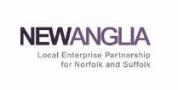 NEWANGLIA
Local Enterprise Partnership
for Norfolk and Suffolk